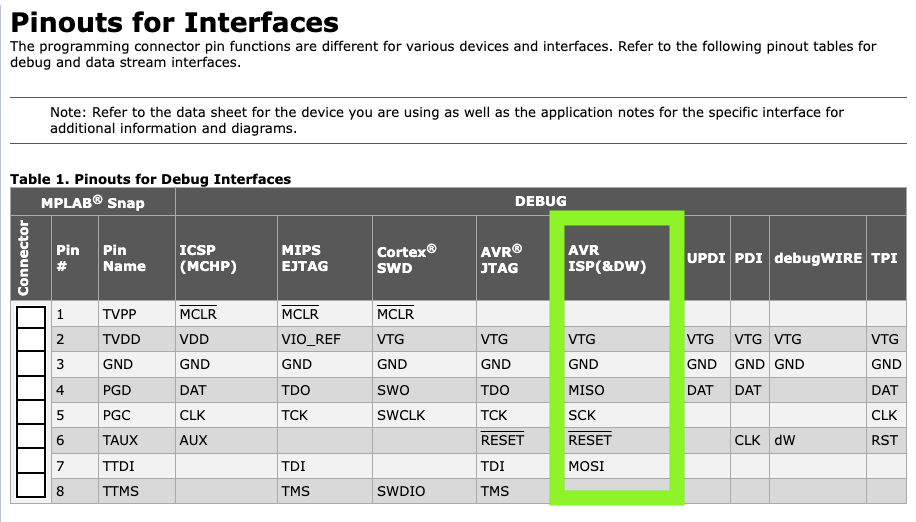 Pinouts for Interfaces
The programming connector pin functions are different for various devices and interfaces. Refer to the following pinout tables for
debug and data stream interfaces.
Note: Refer to the data sheet for the device you are using as well as the application notes for the specific interface for
additional information and diagrams.
Table 1. Pinouts for Debug Interfaces
MPLAB® Snap DEBUG
Connector Pin # Pin Name ICSP (MCHP) MIPS EJTAG Cortex® SWD AVR® JTAG AVR ISP(&DW) UPDI PDI debugWIRE TPI
1 TVPP MCLR MCLR MCLR
2 TVDD VDD VIO_REF VTG VTG VTG VTG VTG VTG VTG
3 GND GND GND GND GND GND GND GND GND GND
4 PGD DAT TDO SWO TDO MISO DAT DAT DAT
5 PGC CLK TCK SWCLK TCK SCK CLK
6 TAUX AUX RESET RESET CLK dW RST
7 TTDI TDI TDI MOSI
8 TTMS TMS SWDIO TMS